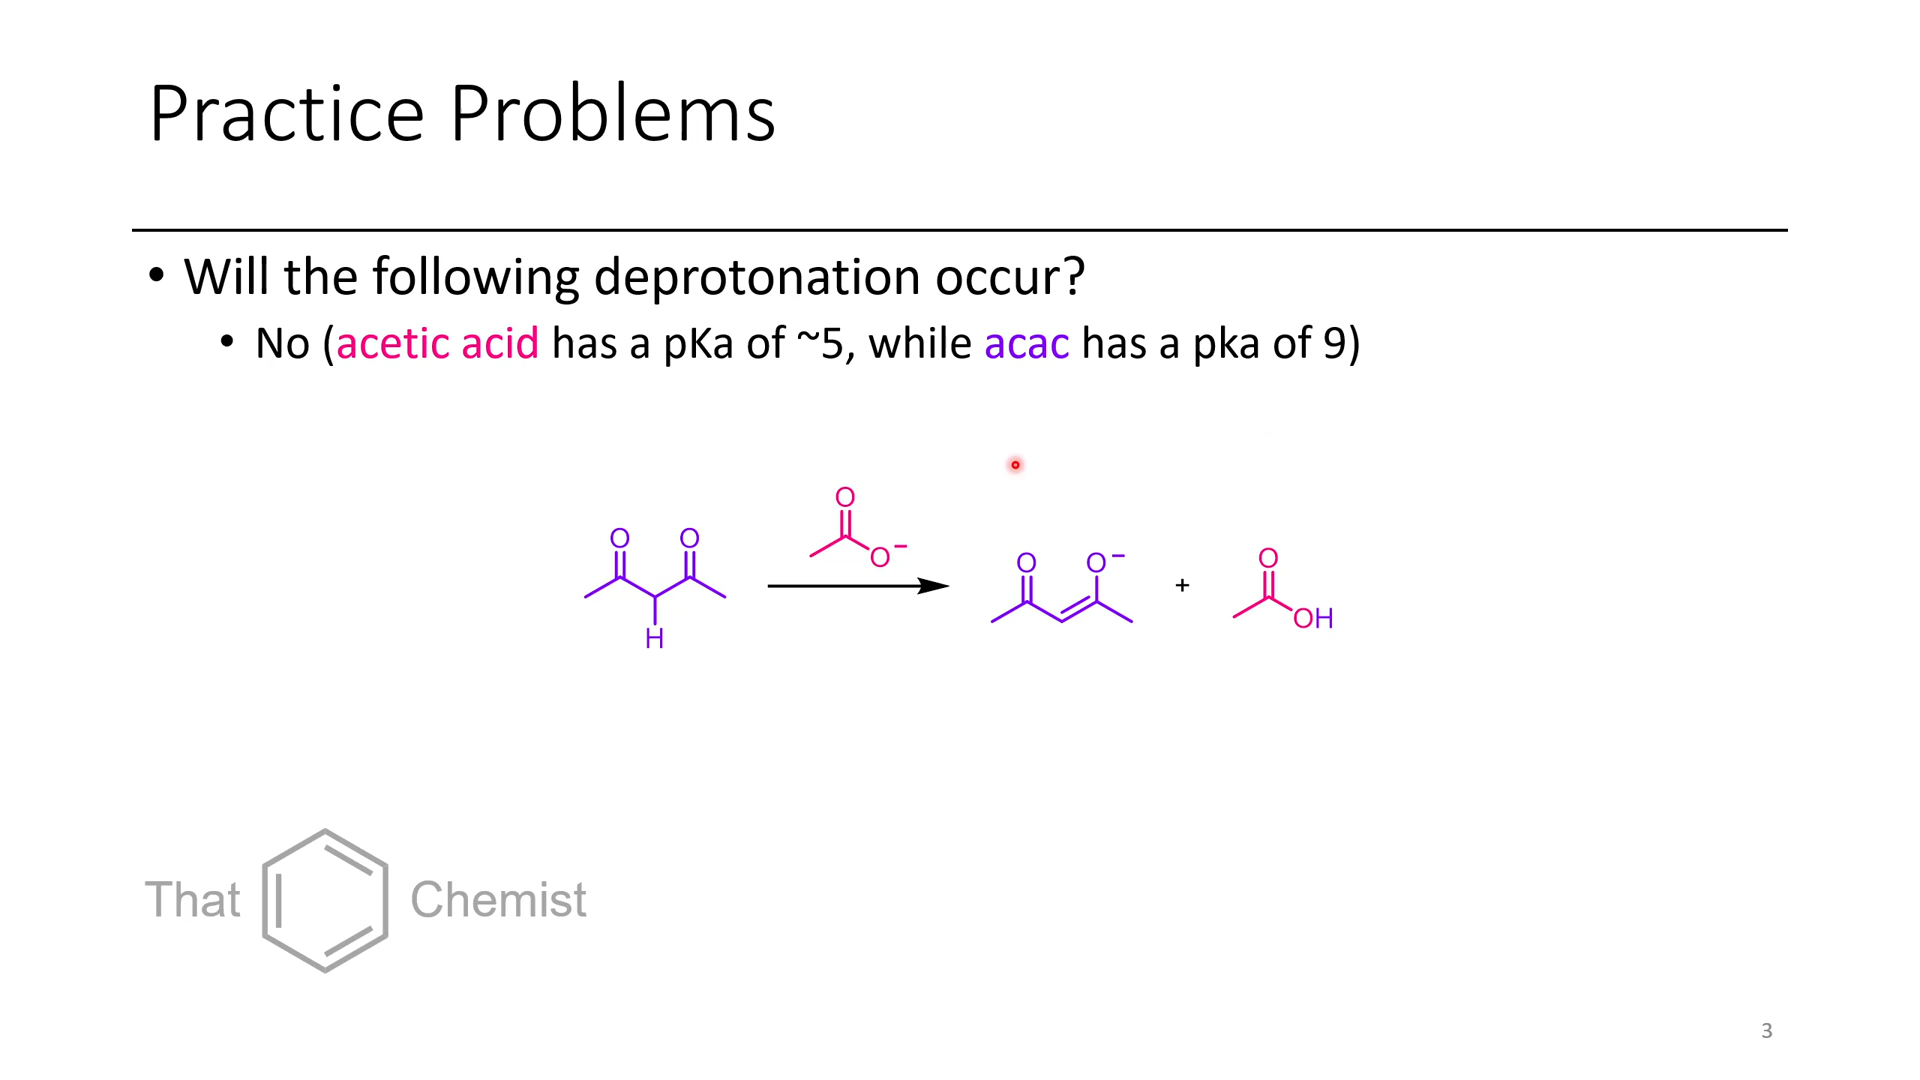 Practice Problems
• Will the following deprotonation occur?
• No (acetic acid has a pKa of ~5, while acac has a pka of 9)
O
O O⁻
O O
H
O O⁻
+
O
OH
That Chemist
3